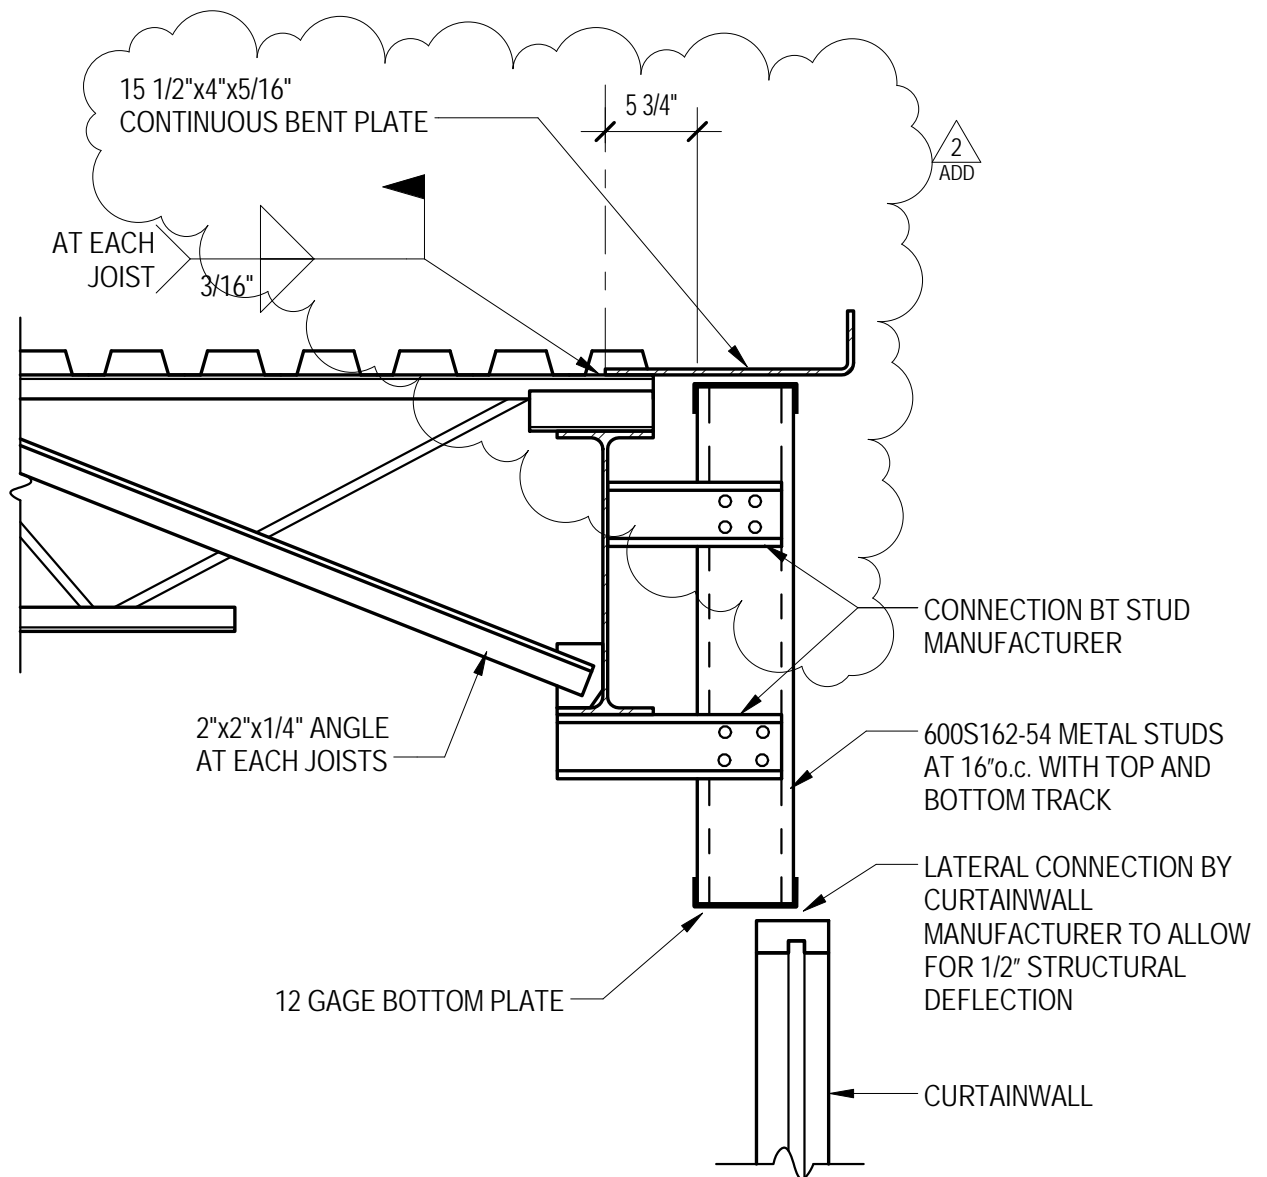 15 1/2"x4"x5/16"
CONTINUOUS BENT PLATE
5 3/4"
2
ADD
AT EACH
JOIST
3/16"
CONNECTION BT STUD
MANUFACTURER
2"x2"x1/4" ANGLE
AT EACH JOISTS
600S162-54 METAL STUDS
AT 16"o.c. WITH TOP AND
BOTTOM TRACK
LATERAL CONNECTION BY
CURTAINWALL
MANUFACTURER TO ALLOW
FOR 1/2" STRUCTURAL
DEFLECTION
12 GAGE BOTTOM PLATE
CURTAINWALL